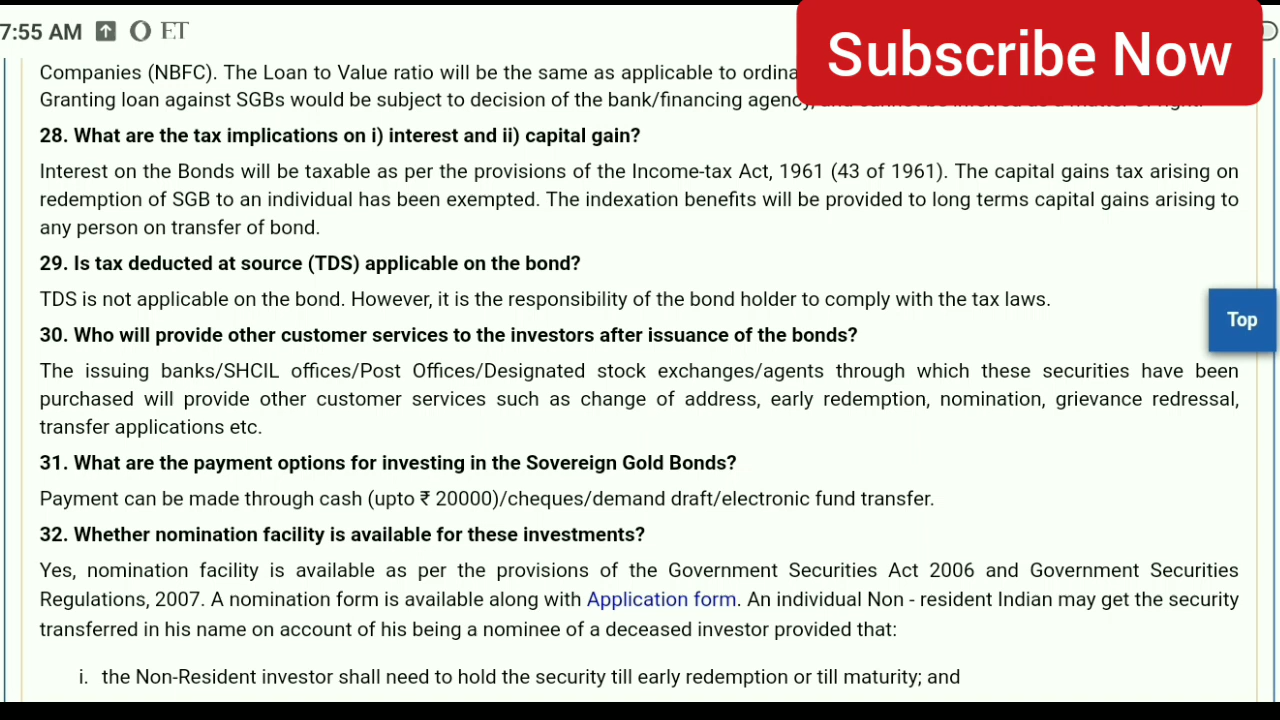 7:55 AM ET
Subscribe Now
Companies (NBFC). The Loan to Value ratio will be the same as applicable to
Granting loan against SGBs would be subject to decision of the bank/financing agency,
28. What are the tax implications on i) interest and ii) capital gain?
Interest on the Bonds will be taxable as per the provisions of the Income-tax Act, 1961 (43 of 1961). The capital gains tax arising on
redemption of SGB to an individual has been exempted. The indexation benefits will be provided to long terms capital gains arising to
any person on transfer of bond.
29. Is tax deducted at source (TDS) applicable on the bond?
TDS is not applicable on the bond. However, it is the responsibility of the bond holder to comply with the tax laws.
Top
30. Who will provide other customer services to the investors after issuance of the bonds?
The issuing banks/SHCIL offices/Post Offices/Designated stock exchanges/agents through which these securities have been
purchased will provide other customer services such as change of address, early redemption, nomination, grievance redressal,
transfer applications etc.
31. What are the payment options for investing in the Sovereign Gold Bonds?
Payment can be made through cash (upto ₹ 20000)/cheques/demand draft/electronic fund transfer.
32. Whether nomination facility is available for these investments?
Yes, nomination facility is available as per the provisions of the Government Securities Act 2006 and Government Securities
Regulations, 2007. A nomination form is available along with Application form. An individual Non - resident Indian may get the security
transferred in his name on account of his being a nominee of a deceased investor provided that:
i. the Non-Resident investor shall need to hold the security till early redemption or till maturity; and